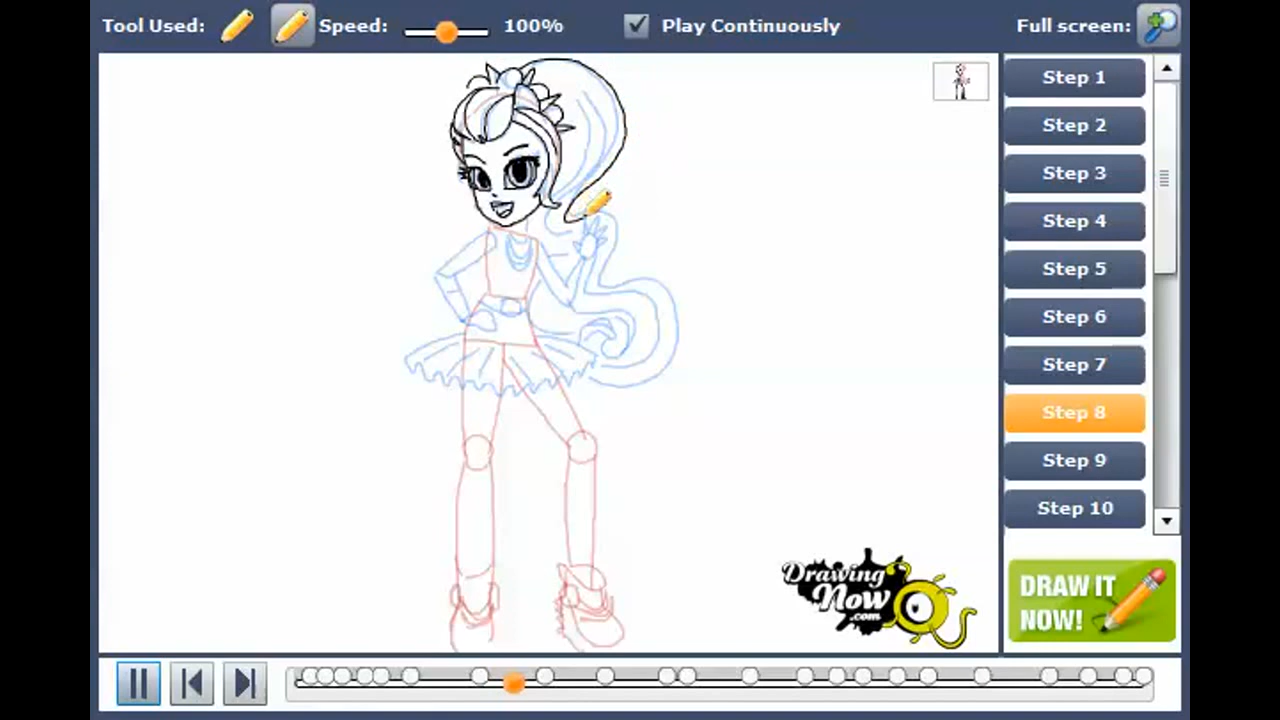 Tool Used: Speed: 100% Play Continuously Full screen:
Step 1
Step 2
Step 3
Step 4
Step 5
Step 6
Step 7
Step 8
Step 9
Step 10
Drawing
Now
.com
DRAW IT
NOW!